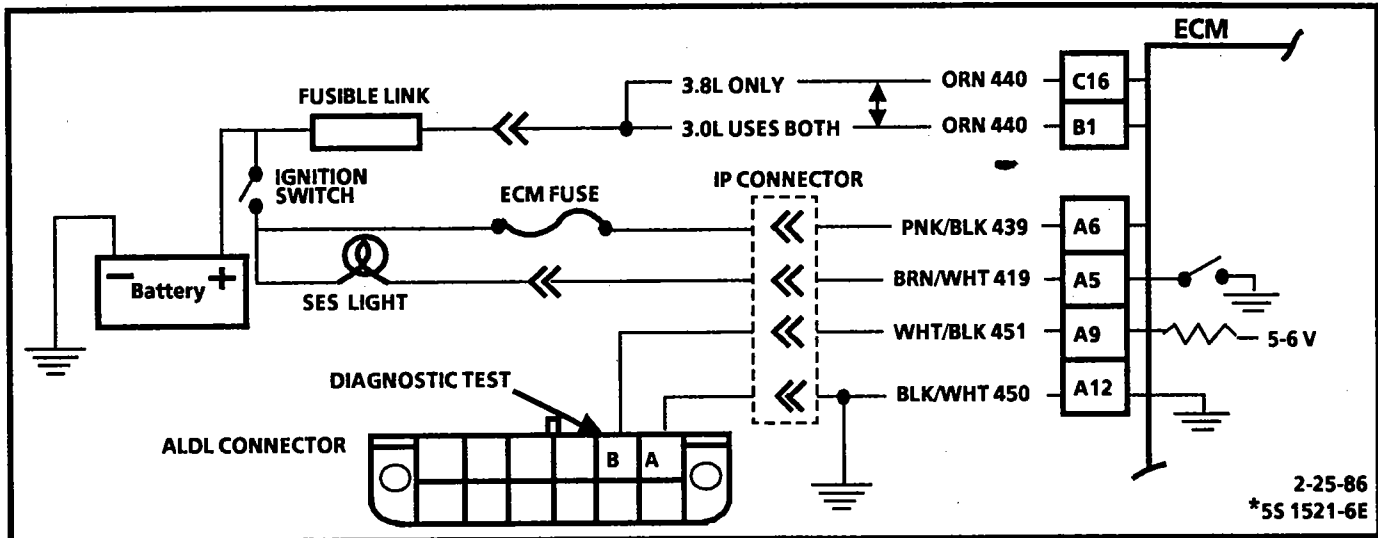 ECM
FUSIBLE LINK
3.8L ONLY
ORN 440
C16
3.0L USES BOTH
ORN 440
B1
IGNITION
SWITCH
ECM FUSE
IP CONNECTOR
PNK/BLK 439
A6
- Battery +
SES LIGHT
BRN/WHT 419
A5
WHT/BLK 451
A9
5-6 V
DIAGNOSTIC TEST
BLK/WHT 450
A12
ALDL CONNECTOR
B A
2-25-86
*5S 1521-6E